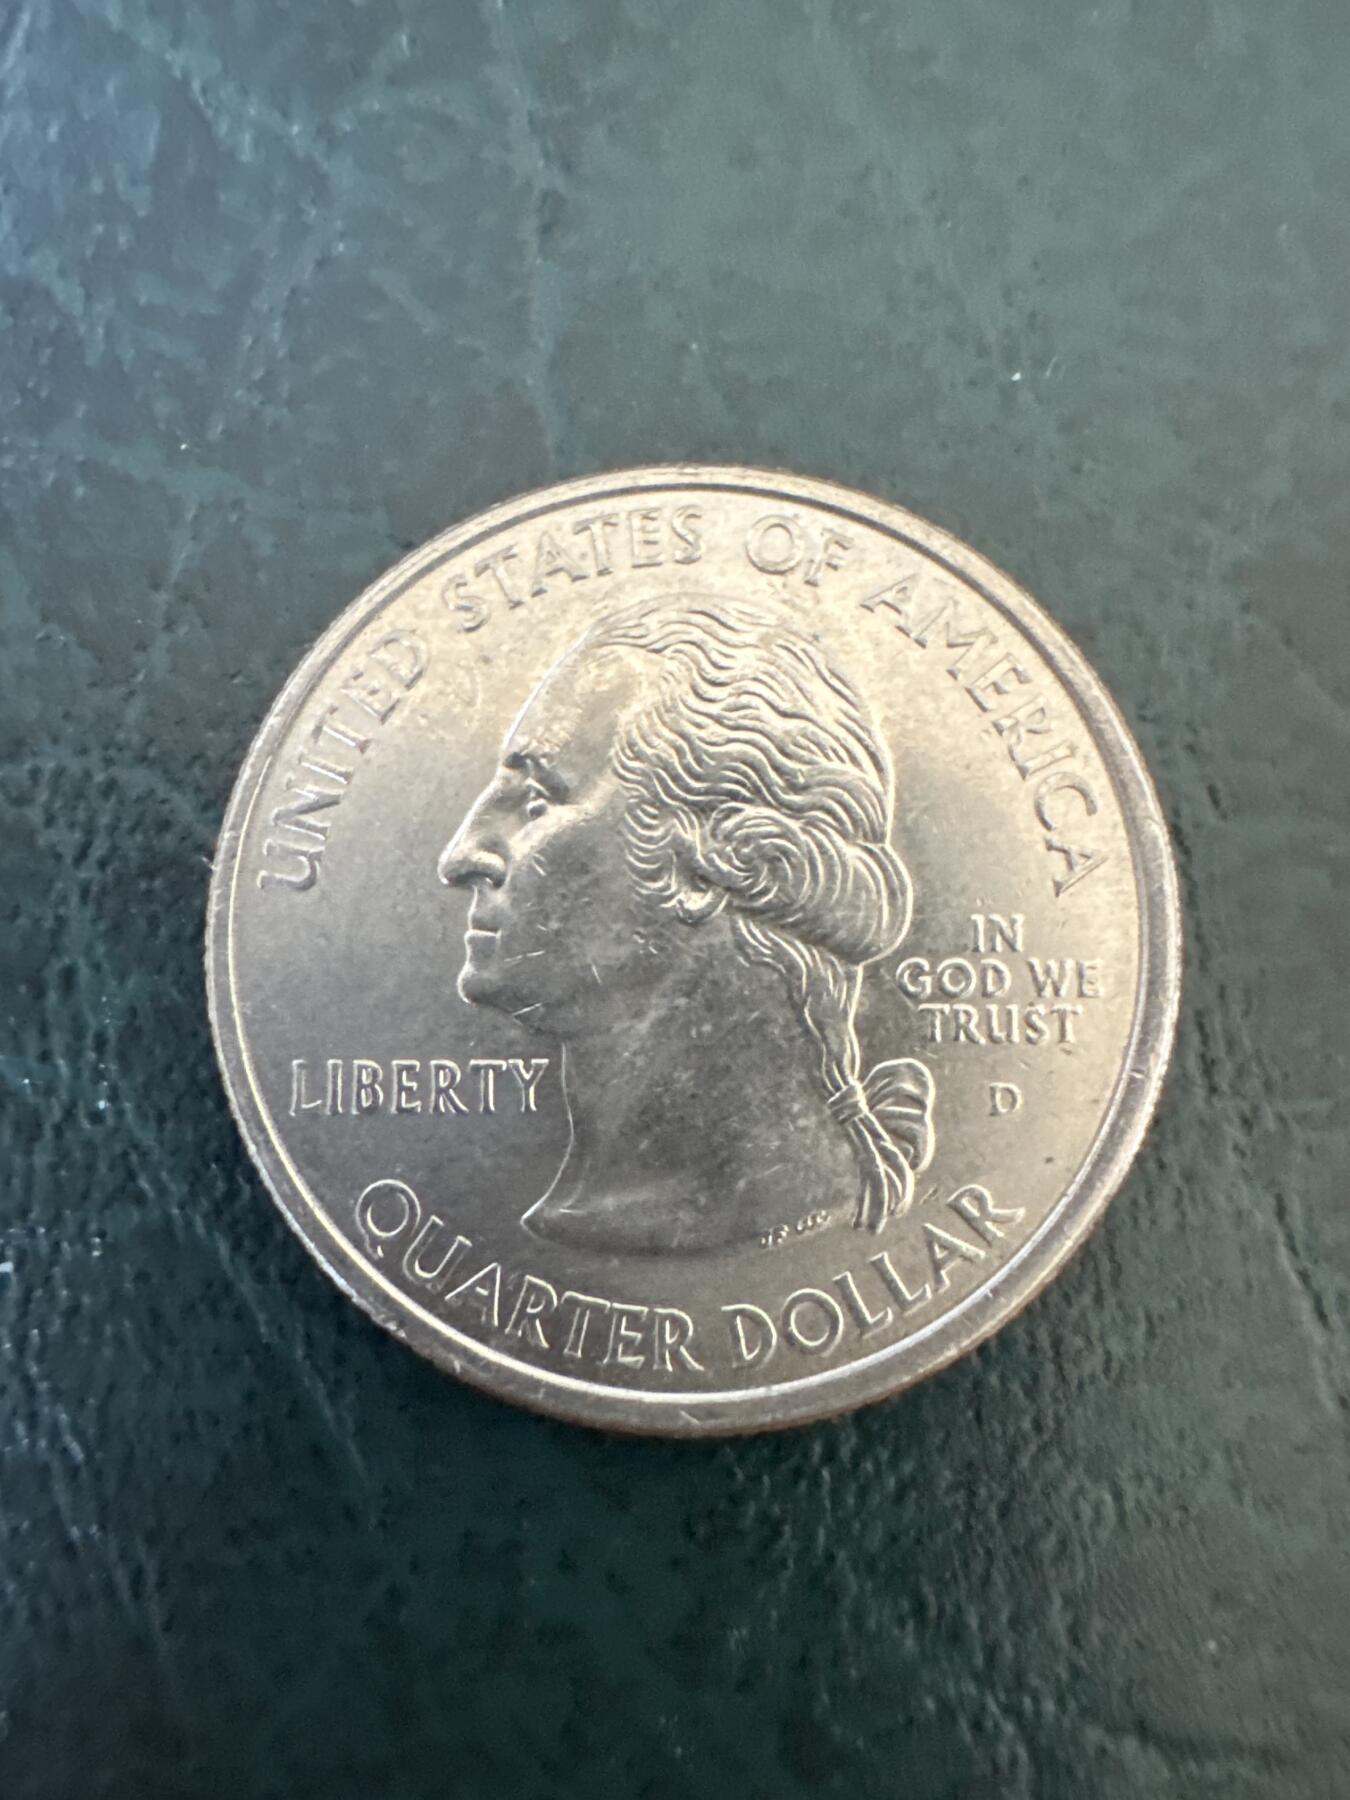 UNITED STATES OF AMERICA
IN
GOD WE
TRUST
LIBERTY
D
QUARTER DOLLAR